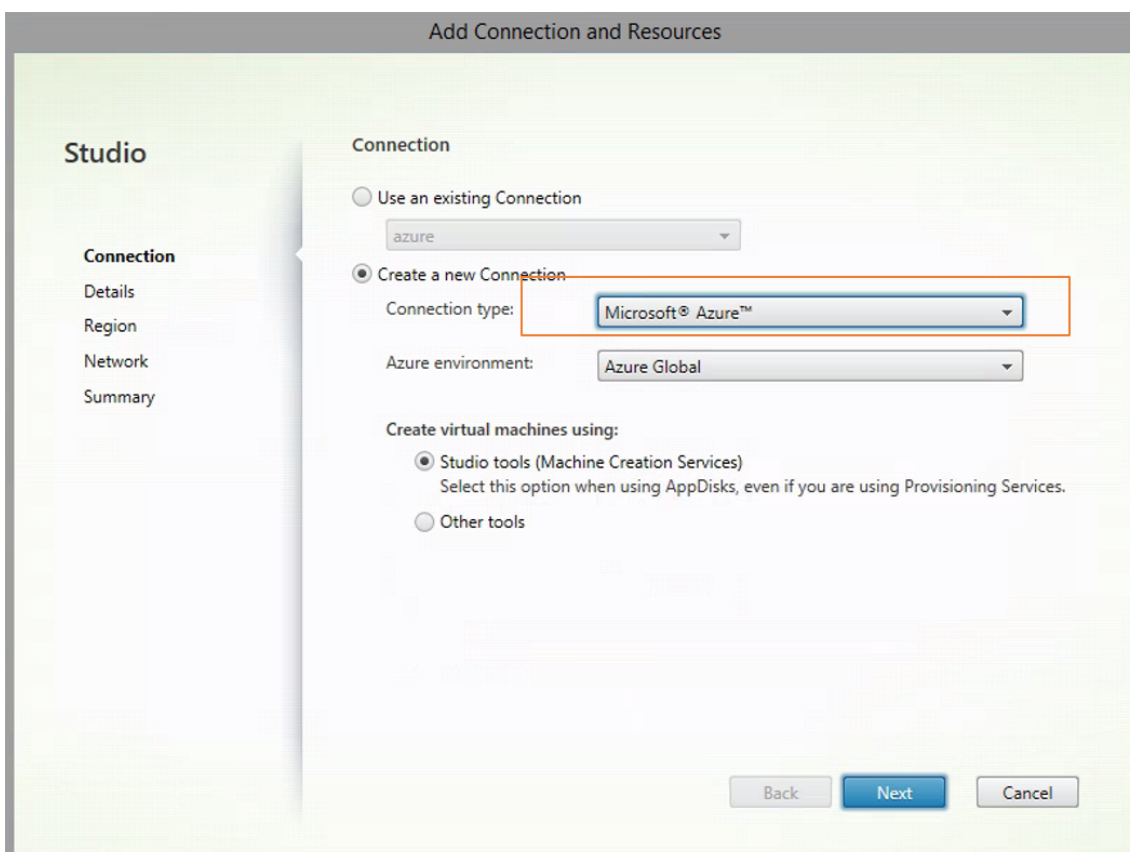 Add Connection and Resources
Studio
Connection
Details
Region
Network
Summary
Connection
Use an existing Connection
azure
Create a new Connection
Connection type:
Microsoft® Azure™
Azure environment:
Azure Global
Create virtual machines using:
Studio tools (Machine Creation Services)
Select this option when using AppDisks, even if you are using Provisioning Services.
Other tools
Back
Next
Cancel